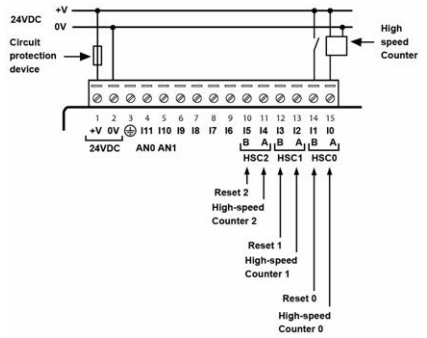 +V
24VDC
0V
Circuit
protection
device
High
speed
Counter
1 2 3 4 5 6 7 8 9 10 11 12 13 14 15
+V 0V I11 I10 I9 I8 I7 I6 I5 I4 I3 I2 I1 I0
B A B A B A
24VDC AN0 AN1 HSC2 HSC1 HSC0
Reset 2
High-speed
Counter 2
Reset 1
High-speed
Counter 1
Reset 0
High-speed
Counter 0